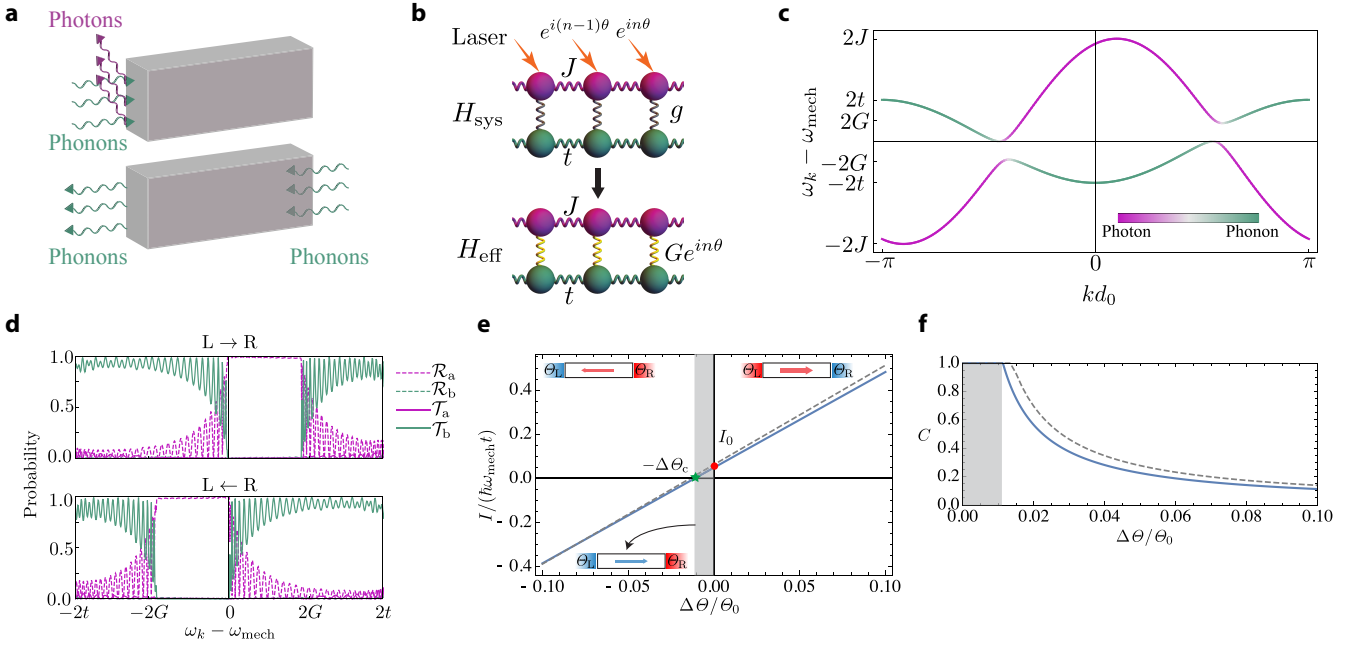 a
Photons
Phonons
Phonons
Phonons
b
Laser
e^{i(n−1)θ}
e^{inθ}
J
H_sys
g
t
J
H_eff
Ge^{inθ}
t
c
ω_k − ω_mech
2J
2t
2G
−2G
−2t
−2J
Photon
Phonon
−π
0
π
kd_0
d
L → R
Probability
1.0
0.5
0.0
R_a
R_b
T_a
T_b
L ← R
1.0
0.5
0.0
−2t
−2G
0
2G
2t
ω_k − ω_mech
e
I/(ħω_mech t)
0.4
0.2
0.0
- 0.2
- 0.4
Θ_L
Θ_R
Θ_L
Θ_R
I_0
−ΔΘ_c
Θ_L
Θ_R
- 0.10
- 0.05
0.00
0.05
0.10
ΔΘ/Θ_0
f
C
1.0
0.8
0.6
0.4
0.2
0.0
0.00
0.02
0.04
0.06
0.08
0.10
ΔΘ/Θ_0